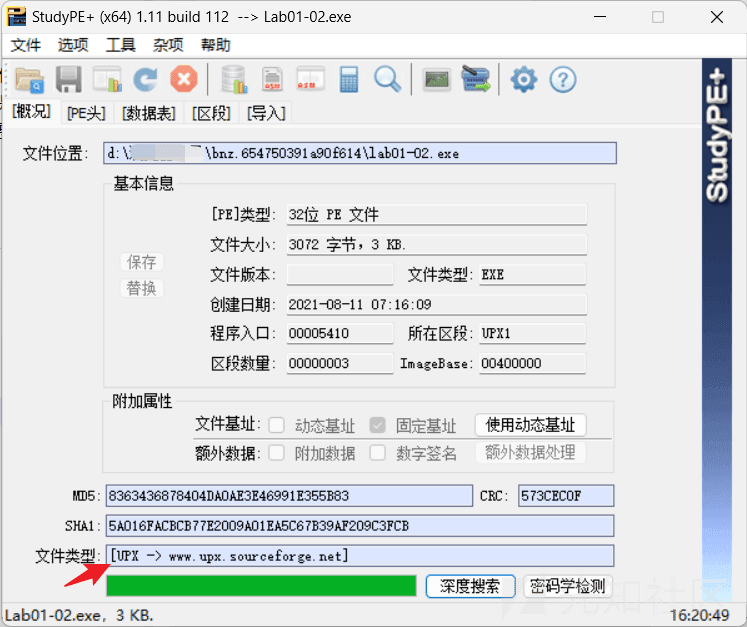 StudyPE+ (x64) 1.11 build 112 --> Lab01-02.exe
文件 选项 工具 杂项 帮助
[概况] [PE头] [数据表] [区段] [导入]
StudyPE+
文件位置: d:\ \bnz.654750391a90f614\lab01-02.exe
基本信息
[PE]类型: 32位 PE 文件
文件大小: 3072 字节, 3 KB.
保存
文件版本: 文件类型: EXE
替换
创建日期: 2021-08-11 07:16:09
程序入口: 00005410 所在区段: UPX1
区段数量: 00000003 ImageBase: 00400000
附加属性
文件基址: 动态基址 固定基址 使用动态基址
额外数据: 附加数据 数字签名 额外数据处理
MD5: 8363436878404DA0AE3E46991E355B83 CRC: 573CECOF
SHA1: 5A016FACBCB77E2009A01EA5C67B39AF209C3FCB
文件类型: [UPX -> www.upx.sourceforge.net]
深度搜索 密码学检测
先知社区
Lab01-02.exe, 3 KB. 16:20:49